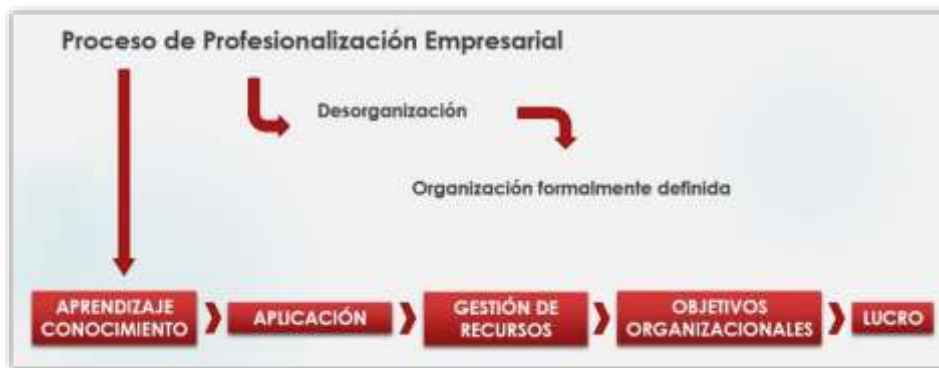 Proceso de Profesionalización Empresarial
Desorganización
Organización formalmente definida
APRENDIZAJE
CONOCIMIENTO
APLICACIÓN
GESTIÓN DE
RECURSOS
OBJETIVOS
ORGANIZACIONALES
LUCRO